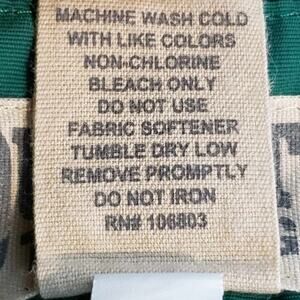 MACHINE WASH COLD
WITH LIKE COLORS
NON-CHLORINE
BLEACH ONLY
DO NOT USE
FABRIC SOFTENER
TUMBLE DRY LOW
REMOVE PROMPTLY
DO NOT IRON
RN# 106803